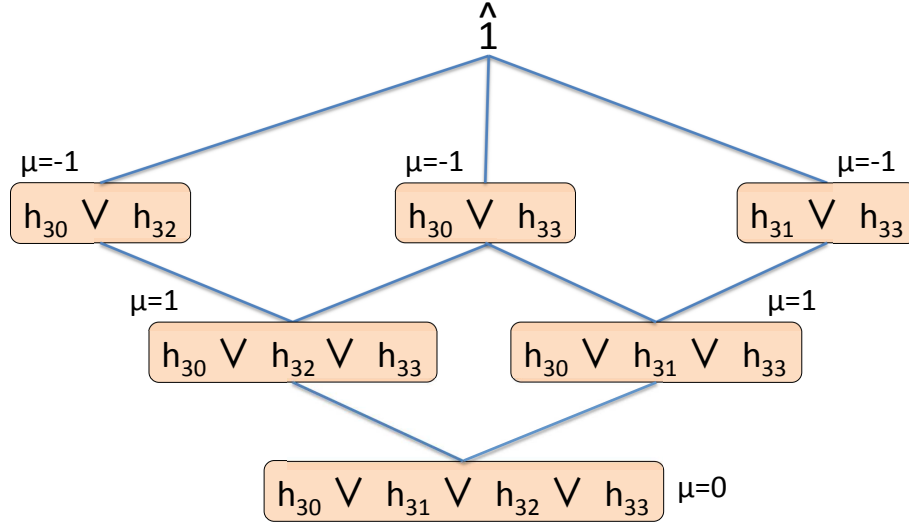 1̂
μ=-1 μ=-1 μ=-1
h₃₀ ∨ h₃₂ h₃₀ ∨ h₃₃ h₃₁ ∨ h₃₃
μ=1 μ=1
h₃₀ ∨ h₃₂ ∨ h₃₃ h₃₀ ∨ h₃₁ ∨ h₃₃
h₃₀ ∨ h₃₁ ∨ h₃₂ ∨ h₃₃ μ=0